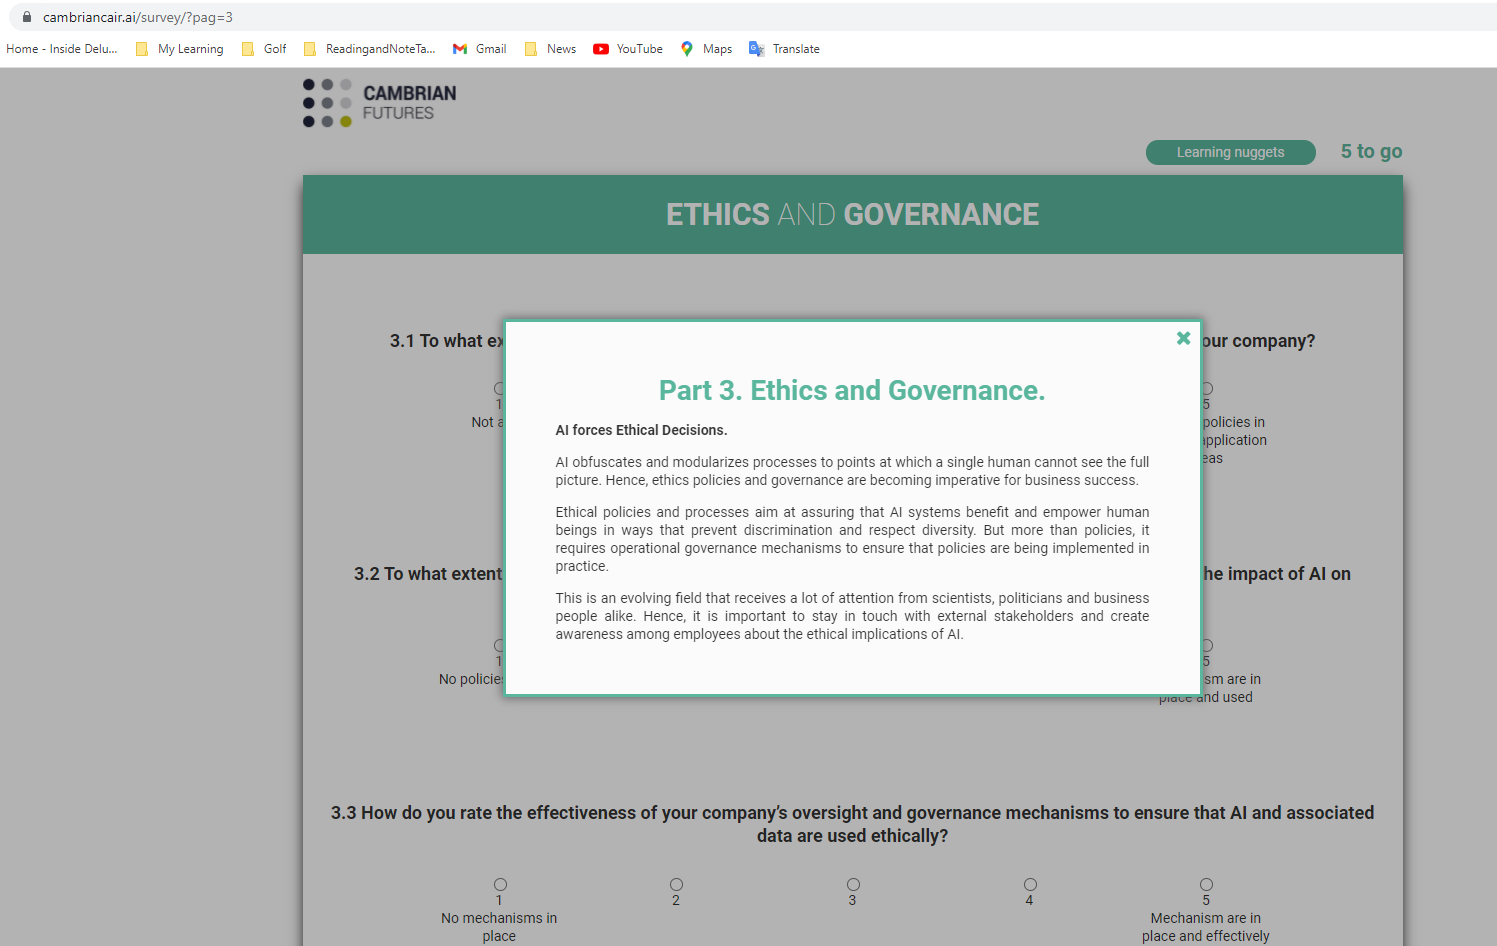 cambriancair.ai/survey/?pag=3
Home - Inside Delu...
My Learning
Golf
ReadingandNoteTa...
Gmail
News
YouTube
Maps
Translate
CAMBRIAN
FUTURES
Learning nuggets
5 to go
ETHICS AND GOVERNANCE
3.1 To what ex
our company?
1
Not a
5
policies in
application
eas
Part 3. Ethics and Governance.
AI forces Ethical Decisions.
AI obfuscates and modularizes processes to points at which a single human cannot see the full
picture. Hence, ethics policies and governance are becoming imperative for business success.
Ethical policies and processes aim at assuring that AI systems benefit and empower human
beings in ways that prevent discrimination and respect diversity. But more than policies, it
requires operational governance mechanisms to ensure that policies are being implemented in
practice.
This is an evolving field that receives a lot of attention from scientists, politicians and business
people alike. Hence, it is important to stay in touch with external stakeholders and create
awareness among employees about the ethical implications of AI.
3.2 To what extent
he impact of AI on
1
No policies
5
sm are in
place and used
3.3 How do you rate the effectiveness of your company's oversight and governance mechanisms to ensure that AI and associated
data are used ethically?
1
2
3
4
5
No mechanisms in
place
Mechanism are in
place and effectively